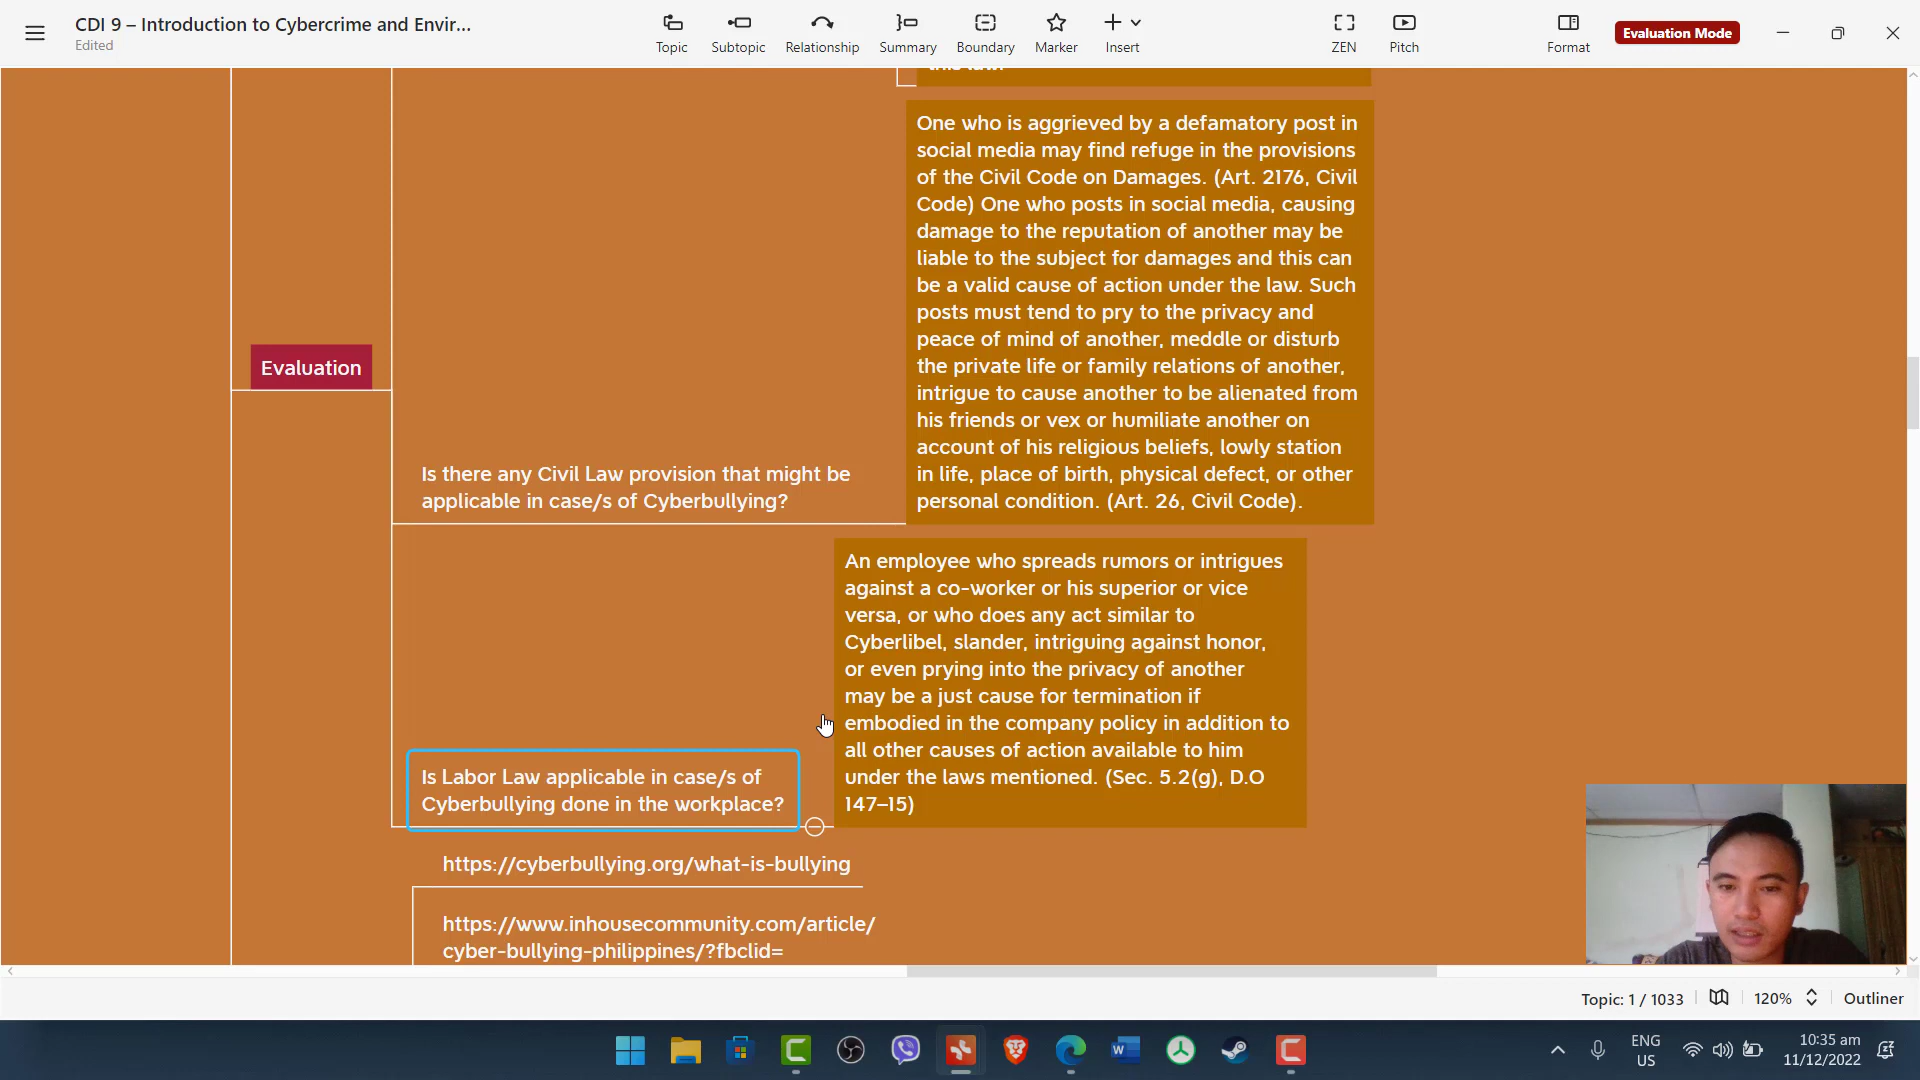 CDI 9 – Introduction to Cybercrime and Envir...
Edited
Topic
Subtopic
Relationship
Summary
Boundary
Marker
Insert
ZEN
Pitch
Format
Evaluation Mode
this law.
One who is aggrieved by a defamatory post in
social media may find refuge in the provisions
of the Civil Code on Damages. (Art. 2176, Civil
Code) One who posts in social media, causing
damage to the reputation of another may be
liable to the subject for damages and this can
be a valid cause of action under the law. Such
posts must tend to pry to the privacy and
peace of mind of another, meddle or disturb
the private life or family relations of another,
intrigue to cause another to be alienated from
his friends or vex or humiliate another on
account of his religious beliefs, lowly station
in life, place of birth, physical defect, or other
personal condition. (Art. 26, Civil Code).
Evaluation
Is there any Civil Law provision that might be
applicable in case/s of Cyberbullying?
An employee who spreads rumors or intrigues
against a co-worker or his superior or vice
versa, or who does any act similar to
Cyberlibel, slander, intriguing against honor,
or even prying into the privacy of another
may be a just cause for termination if
embodied in the company policy in addition to
all other causes of action available to him
under the laws mentioned. (Sec. 5.2(g), D.O
147–15)
Is Labor Law applicable in case/s of
Cyberbullying done in the workplace?
https://cyberbullying.org/what-is-bullying
https://www.inhousecommunity.com/article/
cyber-bullying-philippines/?fbclid=
Topic: 1 / 1033
120%
Outliner
ENG
US
10:35 am
11/12/2022